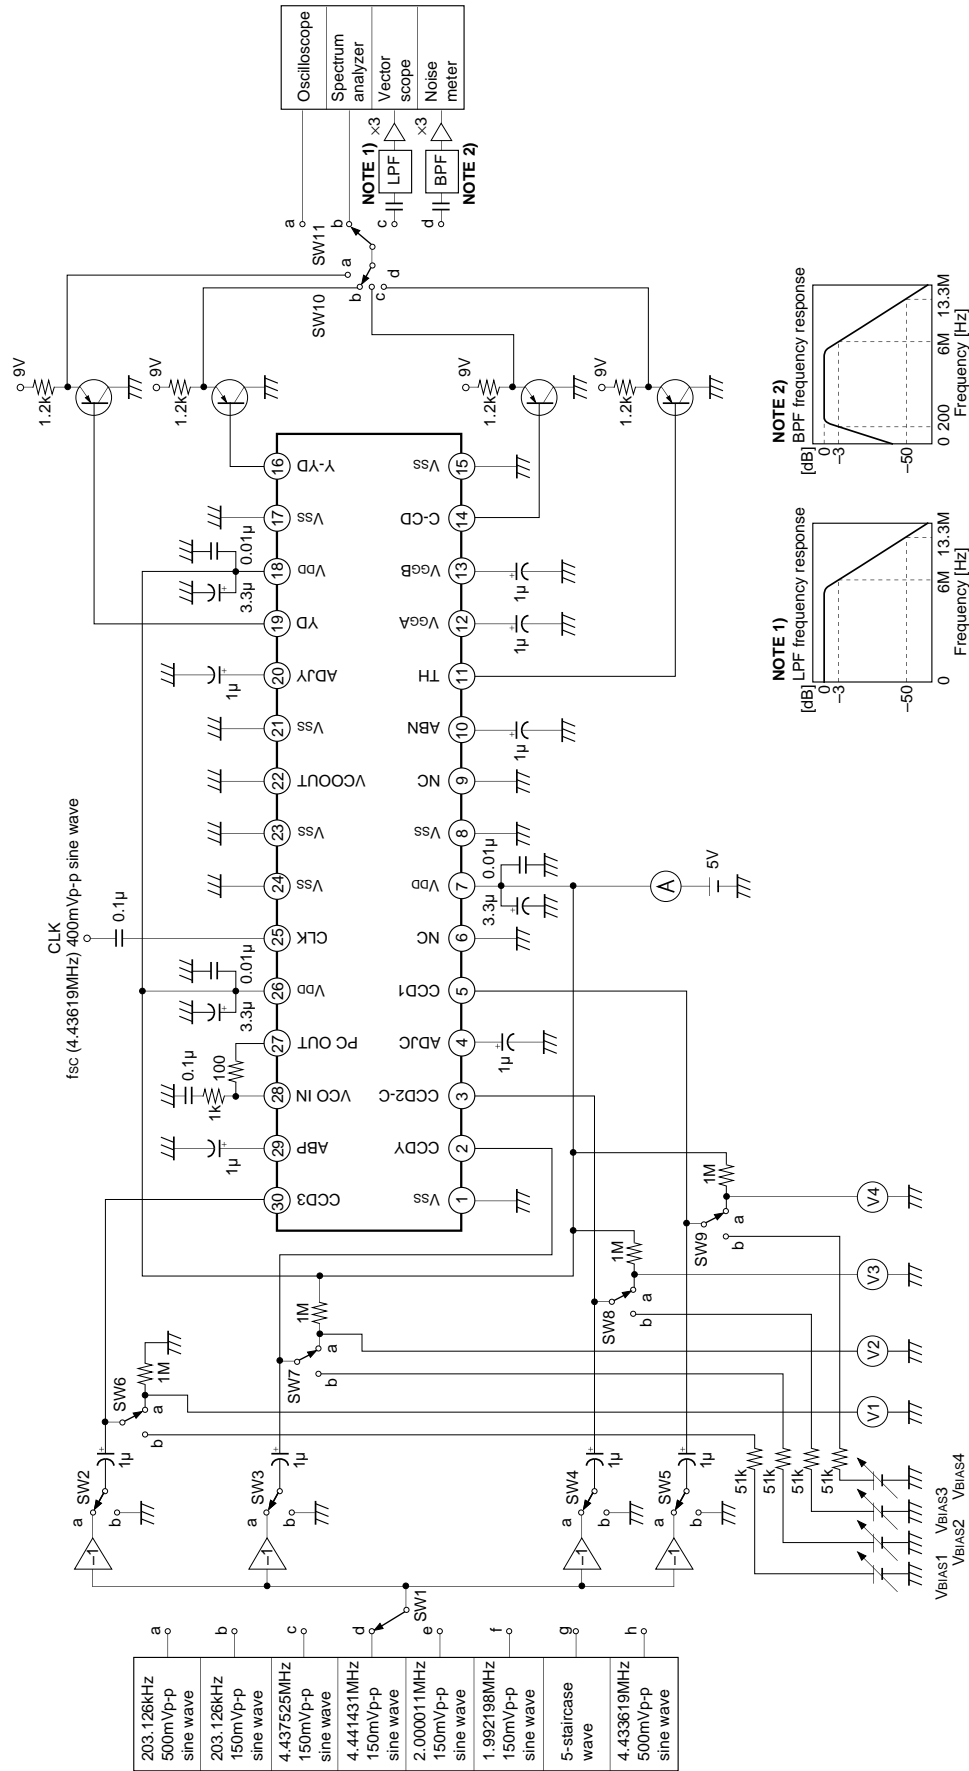 203.126kHz
500mVp-p
sine wave
203.126kHz
150mVp-p
sine wave
4.437525MHz
150mVp-p
sine wave
4.441431MHz
150mVp-p
sine wave
2.000011MHz
150mVp-p
sine wave
1.992198MHz
150mVp-p
sine wave
5-staircase
wave
4.433619MHz
500mVp-p
sine wave
a
b
c
d
e
f
g
h
SW1
−1
−1
−1
−1
a
b
SW2
1µ
a
b
SW3
1µ
a
b
SW4
1µ
a
b
SW5
1µ
SW6
a
b
1M
SW7
a
b
1M
SW8
a
b
1M
SW9
a
b
1M
51k
51k
51k
51k
VBIAS1
VBIAS2
VBIAS3
VBIAS4
V1
V2
V3
V4
CLK
fsc (4.43619MHz) 400mVp-p sine wave
0.1µ
30
CCD3
29
ABP
1µ
28
VCO IN
1k
0.1µ
100
27
PC OUT
26
VDD
3.3µ
0.01µ
25
CLK
24
VSS
23
VSS
22
VCOOUT
21
VSS
20
ADJY
1µ
19
YD
18
VDD
3.3µ
0.01µ
17
VSS
16
Y-YD
1
VSS
2
CCDY
3
CCD2-C
4
ADJC
1µ
5
CCD1
6
NC
7
VDD
3.3µ
0.01µ
8
VSS
9
NC
10
ABN
1µ
11
TH
12
VGGA
1µ
13
VGGB
1µ
14
C-CD
15
VSS
A
5V
9V
1.2k
9V
1.2k
9V
1.2k
9V
1.2k
SW10
a
b
c
d
SW11
a
b
c
d
NOTE 1)
LPF
×3
BPF
×3
NOTE 2)
Oscilloscope
Spectrum
analyzer
Vector
scope
Noise
meter
NOTE 1)
LPF frequency response
[dB]
0
−3
−50
0
6M
13.3M
Frequency [Hz]
NOTE 2)
BPF frequency response
[dB]
0
−3
−50
0
200
6M
13.3M
Frequency [Hz]